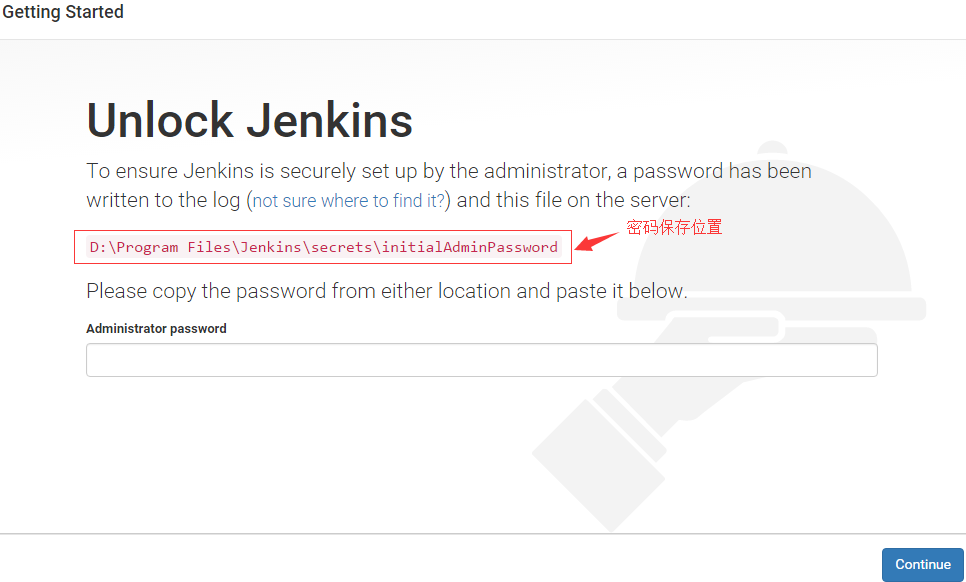 Getting Started
Unlock Jenkins
To ensure Jenkins is securely set up by the administrator, a password has been
written to the log (not sure where to find it?) and this file on the server:
密码保存位置
D:\Program Files\Jenkins\secrets\initialAdminPassword
Please copy the password from either location and paste it below.
Administrator password
Continue